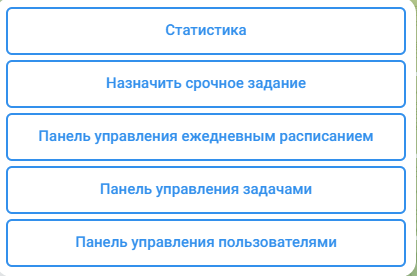 Статистика
Назначить срочное задание
Панель управления ежедневным расписанием
Панель управления задачами
Панель управления пользователями